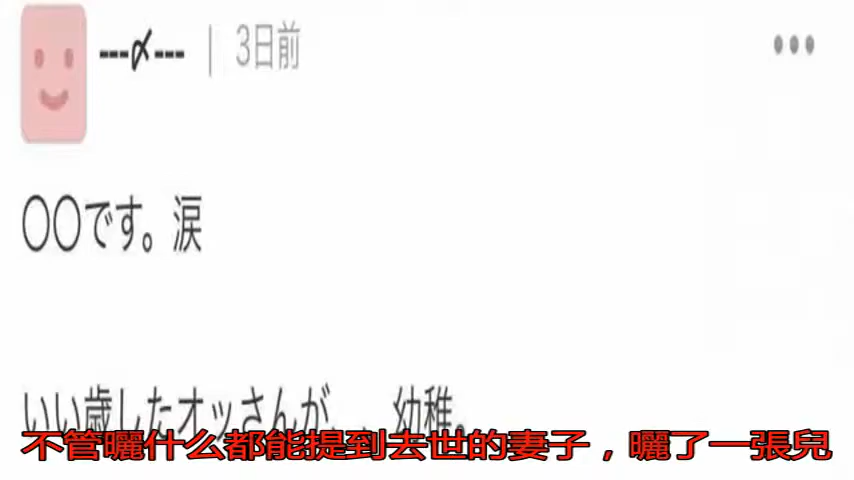 ---〆--- | 3日前
〇〇です。涙
いい歳したオッさんが、、幼稚。
不管曬什么都能提到去世的妻子，曬了一張兒